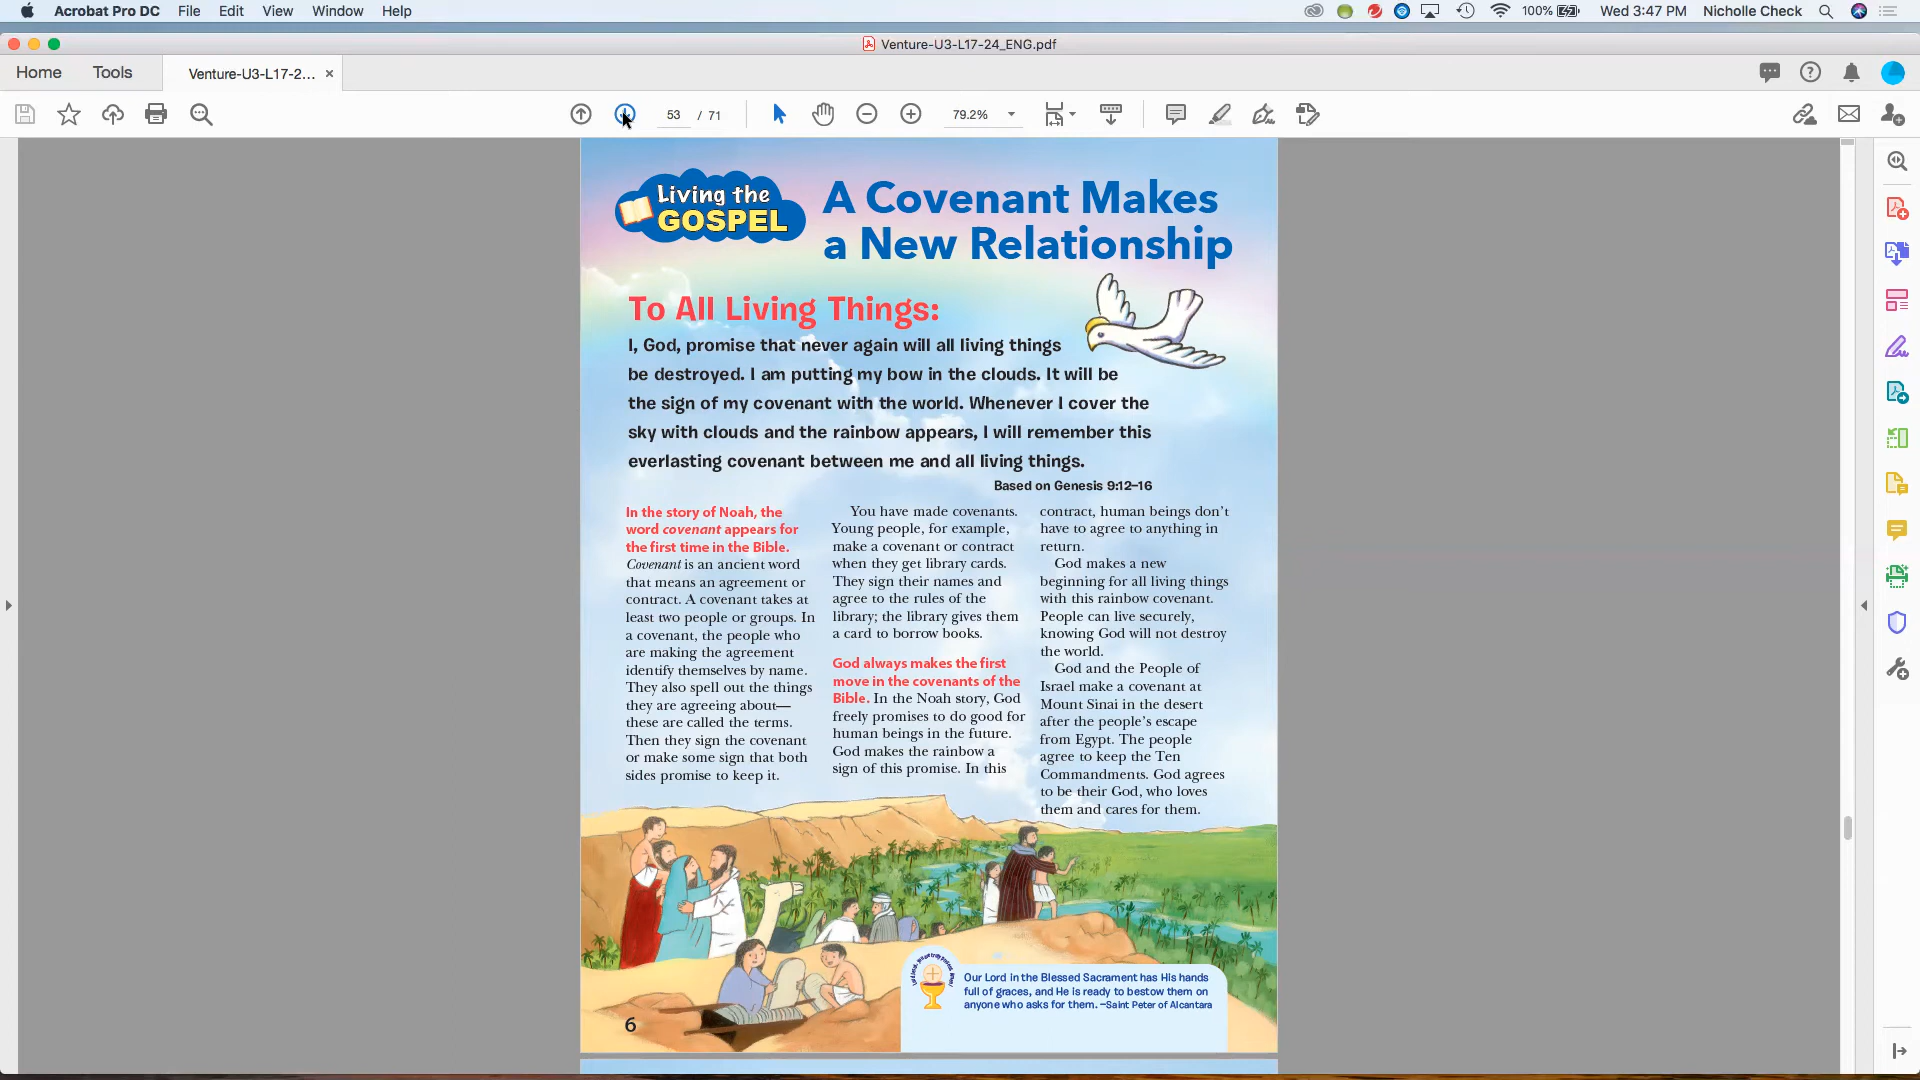 Acrobat Pro DC File Edit View Window Help
100% Wed 3:47 PM Nicholle Check
Venture-U3-L17-24_ENG.pdf
Home Tools Venture-U3-L17-2... ×
53 / 71 79.2%
Living the
GOSPEL
A Covenant Makes
a New Relationship
To All Living Things:
I, God, promise that never again will all living things
be destroyed. I am putting my bow in the clouds. It will be
the sign of my covenant with the world. Whenever I cover the
sky with clouds and the rainbow appears, I will remember this
everlasting covenant between me and all living things.
Based on Genesis 9:12–16
In the story of Noah, the
word covenant appears for
the first time in the Bible.
Covenant is an ancient word
that means an agreement or
contract. A covenant takes at
least two people or groups. In
a covenant, the people who
are making the agreement
identify themselves by name.
They also spell out the things
they are agreeing about—
these are called the terms.
Then they sign the covenant
or make some sign that both
sides promise to keep it.
You have made covenants.
Young people, for example,
make a covenant or contract
when they get library cards.
They sign their names and
agree to the rules of the
library; the library gives them
a card to borrow books.
God always makes the first
move in the covenants of the
Bible. In the Noah story, God
freely promises to do good for
human beings in the future.
God makes the rainbow a
sign of this promise. In this
contract, human beings don't
have to agree to anything in
return.
God makes a new
beginning for all living things
with this rainbow covenant.
People can live securely,
knowing God will not destroy
the world.
God and the People of
Israel make a covenant at
Mount Sinai in the desert
after the people's escape
from Egypt. The people
agree to keep the Ten
Commandments. God agrees
to be their God, who loves
them and cares for them.
Our Lord in the Blessed Sacrament has His hands
full of graces, and He is ready to bestow them on
anyone who asks for them. –Saint Peter of Alcantara
6